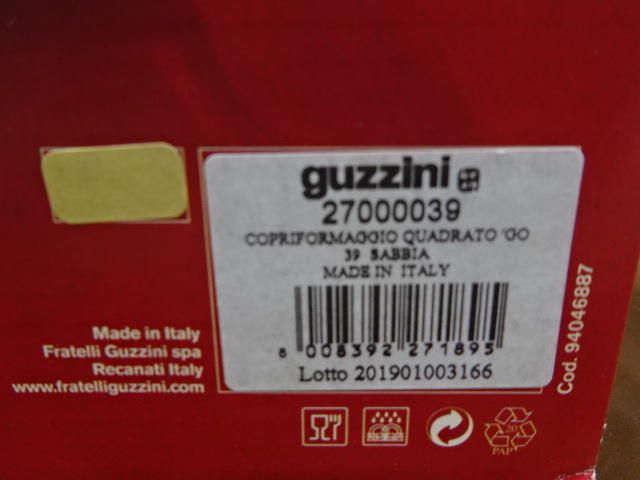 guzzini
27000039
COPRIFORMAGGIO QUADRATO 'GO
39 SABBIA
MADE IN ITALY
8 008392 271895
Lotto 201901003166
Made in Italy
Fratelli Guzzini spa
Recanati Italy
www.fratelliguzzini.com
Cod. 94046887
20
PAP